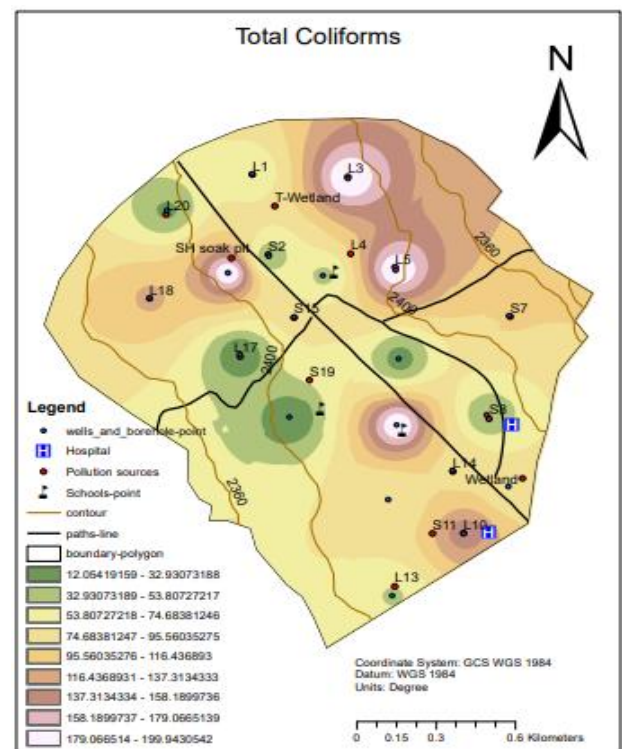 Total Coliforms
N
L1
L3
L20
T-Wetland
SH soak pit
S2
L4
L5
2360
L18
2400
S15
S7
L17
2400
S19
S8
L14
Wetland
2360
S11
L10
L13
Legend
wells_and_borehole-point
Hospital
Pollution sources
Schools-point
contour
paths-line
boundary-polygon
12.05419159 - 32.93073188
32.93073189 - 53.80727217
53.80727218 - 74.68381246
74.68381247 - 95.56035275
95.56035276 - 116.436893
116.4368931 - 137.3134333
137.3134334 - 158.1899736
158.1899737 - 179.0665139
179.066514 - 199.9430542
Coordinate System: GCS WGS 1984
Datum: WGS 1984
Units: Degree
0 0.15 0.3 0.6 Kilometers
H
H